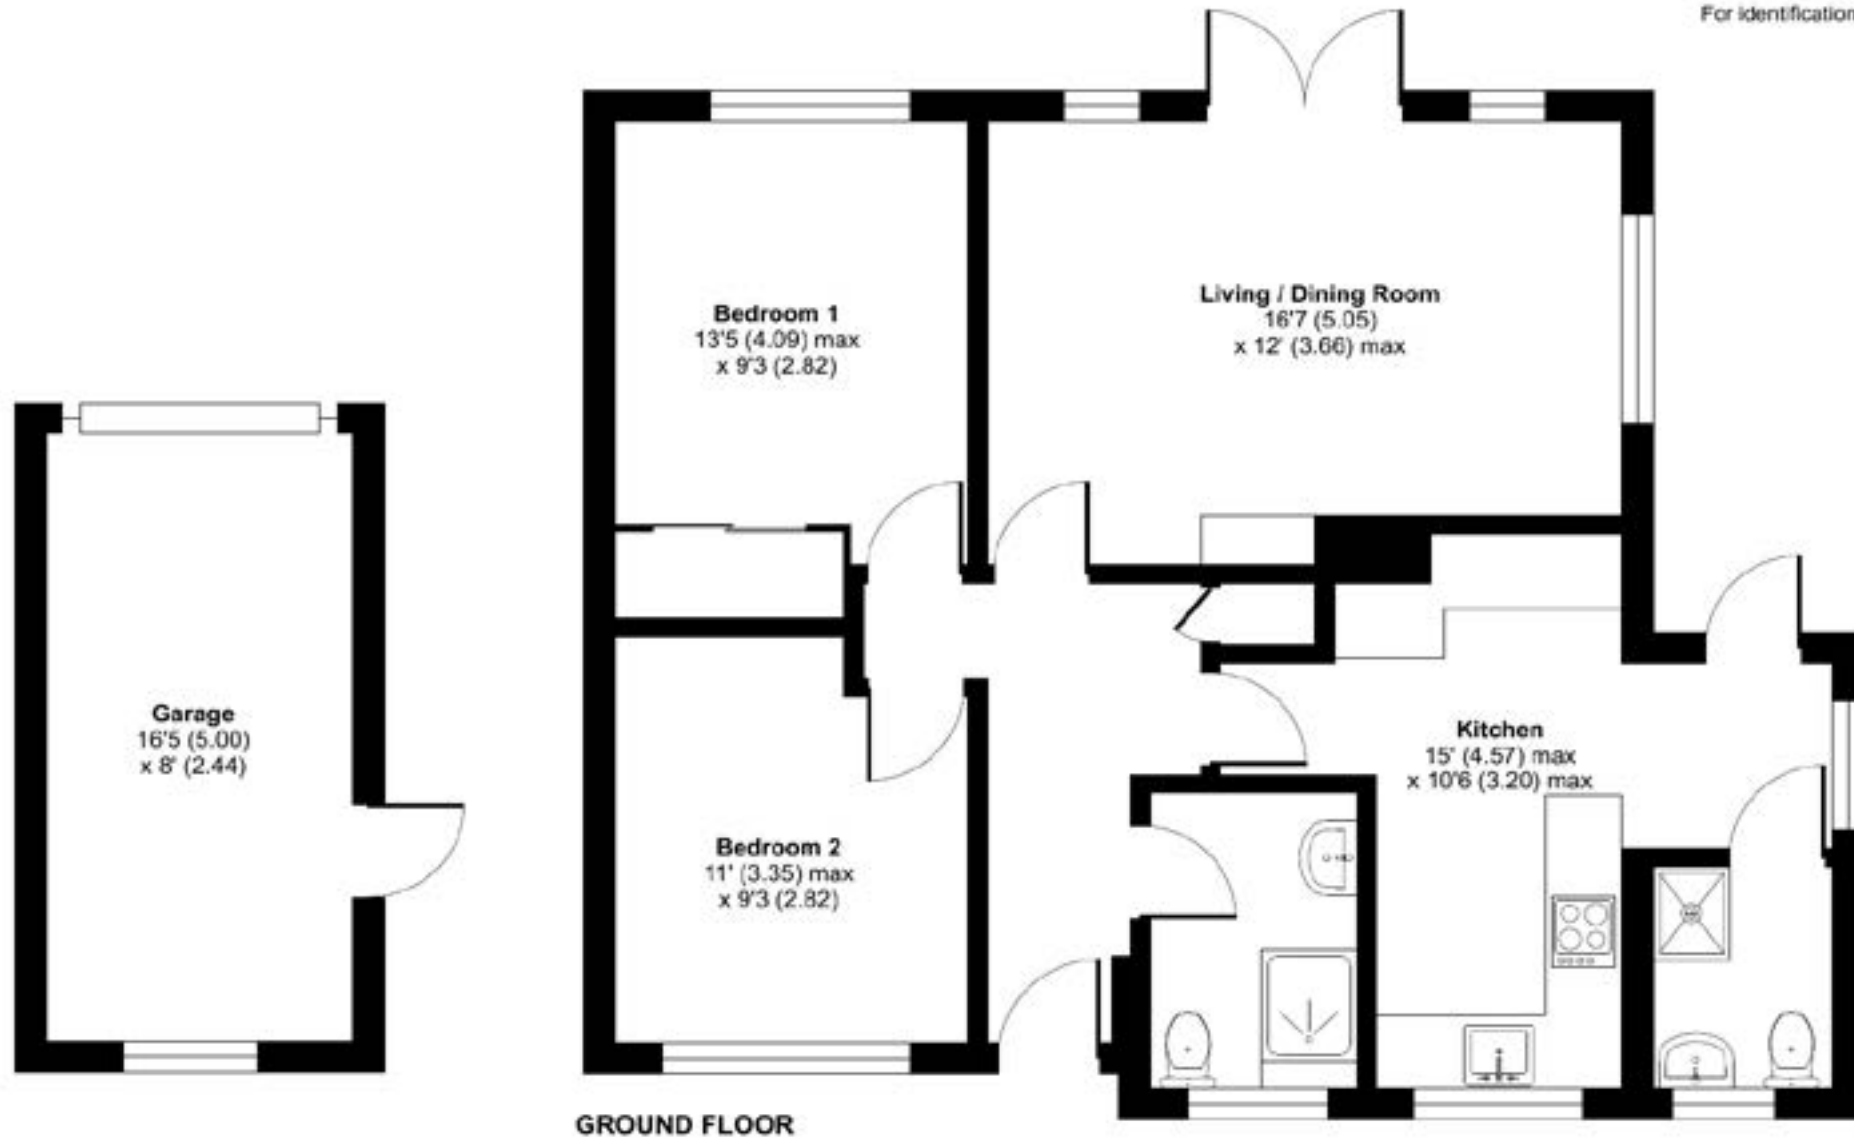 For identification
Bedroom 1
13'5 (4.09) max
x 9'3 (2.82)
Living / Dining Room
16'7 (5.05)
x 12' (3.66) max
Garage
16'5 (5.00)
x 8' (2.44)
Kitchen
15' (4.57) max
x 10'6 (3.20) max
Bedroom 2
11' (3.35) max
x 9'3 (2.82)
GROUND FLOOR